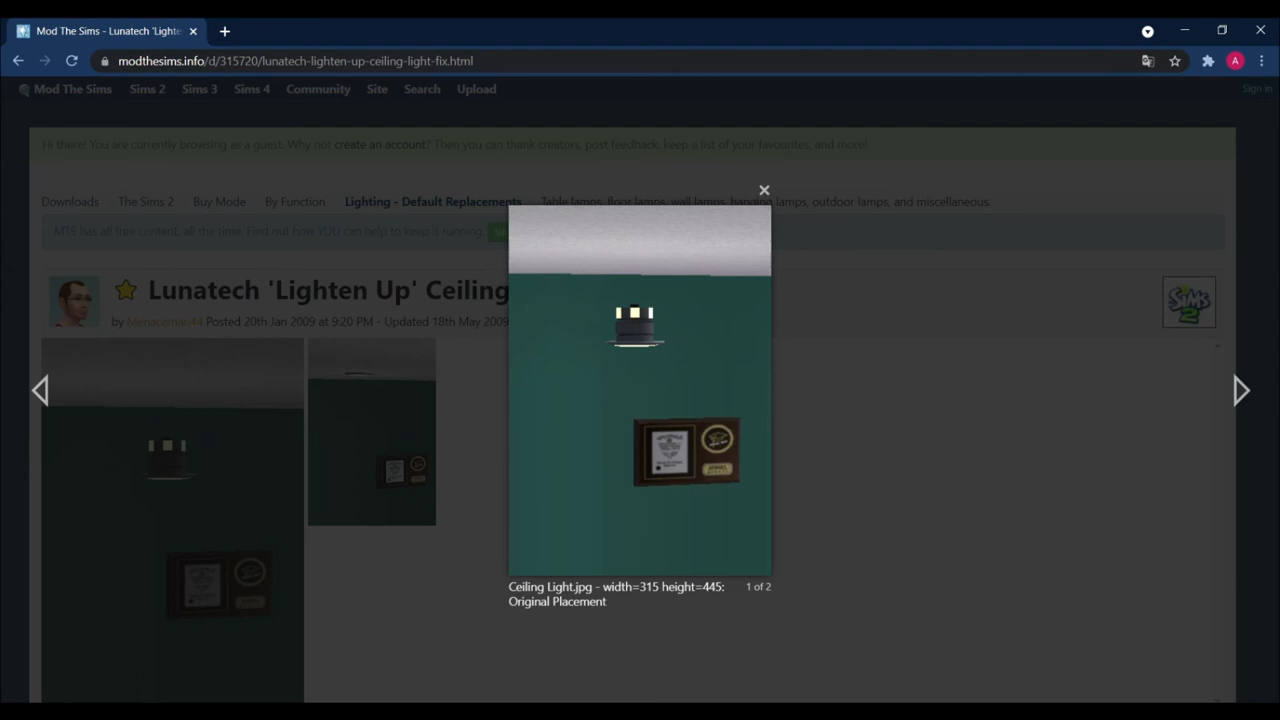 Mod The Sims - Lunatech 'Lighte
modthesims.info/d/315720/lunatech-lighten-up-ceiling-light-fix.html
A
Mod The Sims Sims 2 Sims 3 Sims 4 Community Site Search Upload Sign in
Hi there! You are currently browsing as a guest. Why not create an account? Then you can thank creators, post feedback, keep a list of your favourites, and more!
Downloads The Sims 2 Buy Mode By Function Lighting - Default Replacements Table lamps, floor lamps, wall lamps, hanging lamps, outdoor lamps, and miscellaneous.
MTS has all free content, all the time. Find out how YOU can help to keep it running.
Lunatech 'Lighten Up' Ceiling
by Menaceman44 Posted 20th Jan 2009 at 9:20 PM - Updated 18th May 2009
SIMS
2
Ceiling Light.jpg - width=315 height=445: 1 of 2
Original Placement